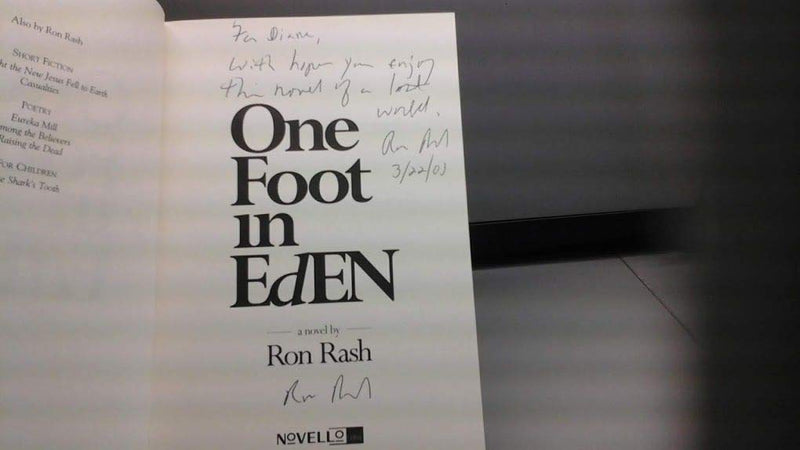 Also by Ron Rash
SHORT FICTION
ht the New Jesus Fell to Earth
Casualties
POETRY
Eureka Mill
mong the Believers
Raising the Dead
FOR CHILDREN
e Shark's Tooth
For Diane,
With hope you enjoy
this novel of a lost
world.
Ron Rash
3/22/03
One
Foot
in
EdEN
a novel by
Ron Rash
Ron Rash
NOVELLO